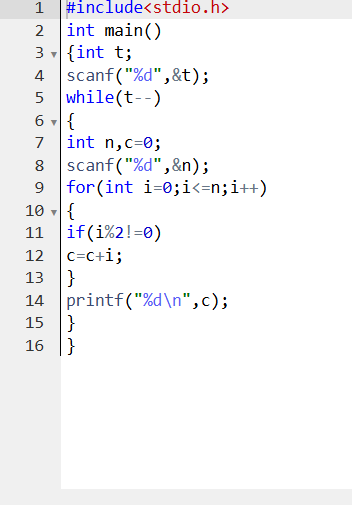 1 #include<stdio.h>
2 int main()
3 {int t;
4 scanf("%d",&t);
5 while(t--)
6 {
7 int n,c=0;
8 scanf("%d",&n);
9 for(int i=0;i<=n;i++)
10 {
11 if(i%2!=0)
12 c=c+i;
13 }
14 printf("%d\n",c);
15 }
16 }